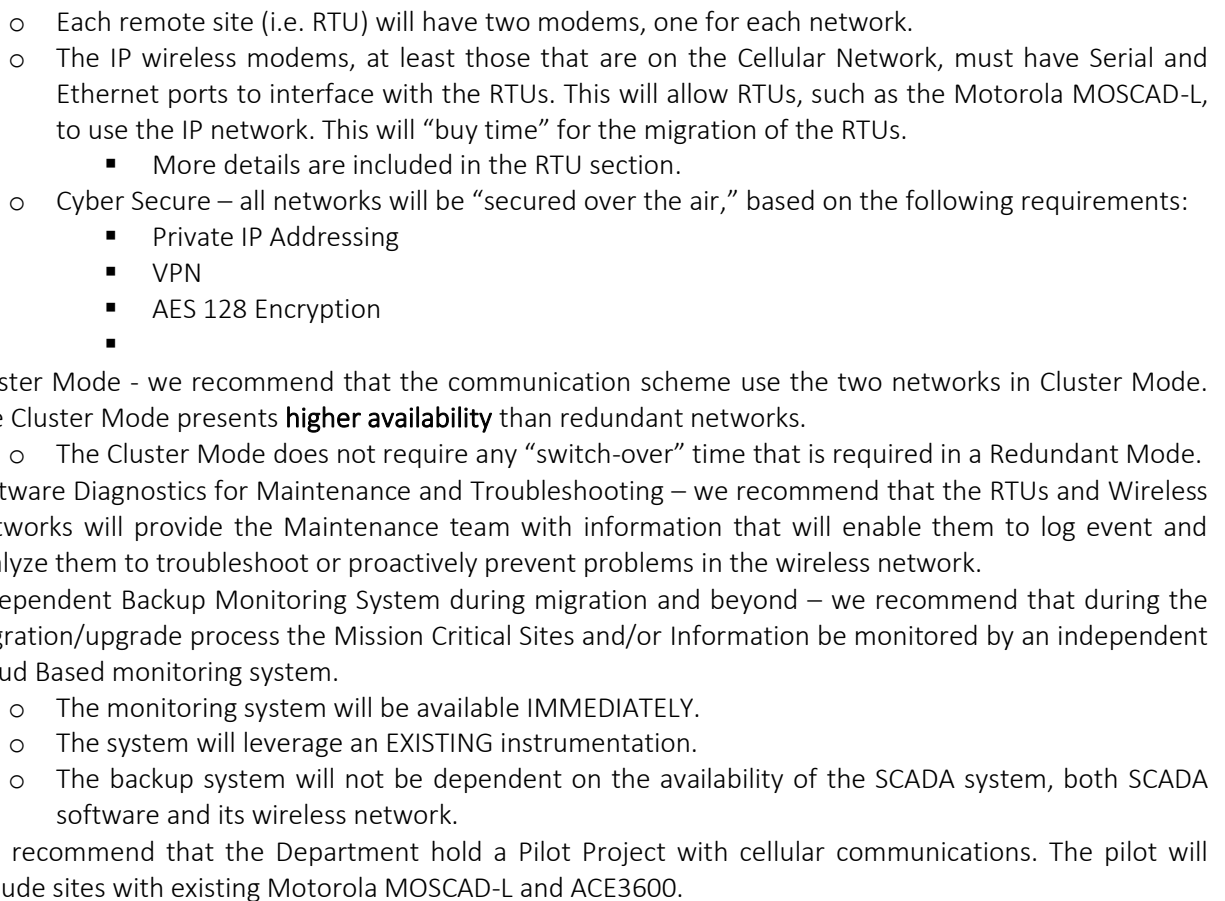 o Each remote site (i.e. RTU) will have two modems, one for each network.
o The IP wireless modems, at least those that are on the Cellular Network, must have Serial and
Ethernet ports to interface with the RTUs. This will allow RTUs, such as the Motorola MOSCAD-L,
to use the IP network. This will “buy time” for the migration of the RTUs.
▪ More details are included in the RTU section.
o Cyber Secure – all networks will be “secured over the air,” based on the following requirements:
▪ Private IP Addressing
▪ VPN
▪ AES 128 Encryption
▪
ster Mode - we recommend that the communication scheme use the two networks in Cluster Mode.
e Cluster Mode presents higher availability than redundant networks.
o The Cluster Mode does not require any “switch-over” time that is required in a Redundant Mode.
tware Diagnostics for Maintenance and Troubleshooting – we recommend that the RTUs and Wireless
tworks will provide the Maintenance team with information that will enable them to log event and
alyze them to troubleshoot or proactively prevent problems in the wireless network.
ependent Backup Monitoring System during migration and beyond – we recommend that during the
gration/upgrade process the Mission Critical Sites and/or Information be monitored by an independent
ud Based monitoring system.
o The monitoring system will be available IMMEDIATELY.
o The system will leverage an EXISTING instrumentation.
o The backup system will not be dependent on the availability of the SCADA system, both SCADA
software and its wireless network.
recommend that the Department hold a Pilot Project with cellular communications. The pilot will
ude sites with existing Motorola MOSCAD-L and ACE3600.